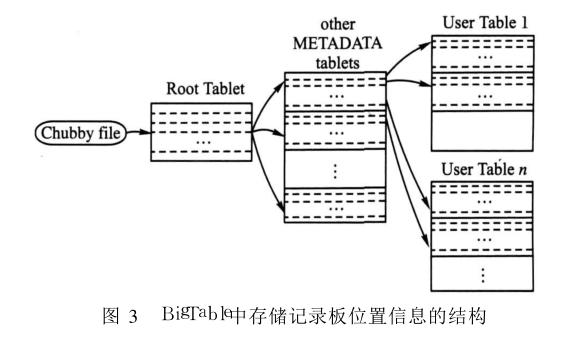 other
METADATA
tablets
User Table 1
Root Tablet
Chubby file
...
...
...
...
...
⋮
...
User Table n
...
...
⋮
图 3 BigTable中存储记录板位置信息的结构